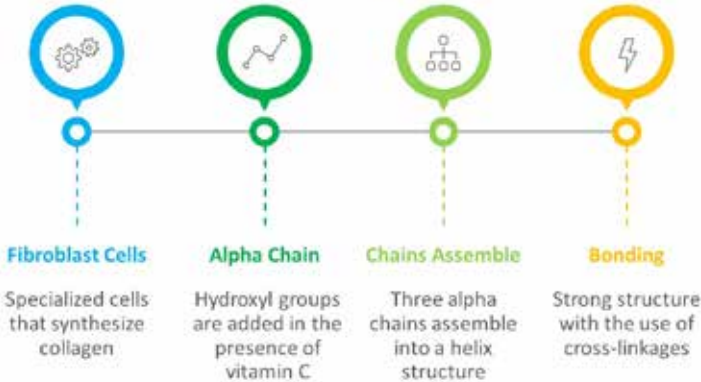 Fibroblast Cells
Specialized cells
that synthesize
collagen
Alpha Chain
Hydroxyl groups
are added in the
presence of
vitamin C
Chains Assemble
Three alpha
chains assemble
into a helix
structure
Bonding
Strong structure
with the use of
cross-linkages